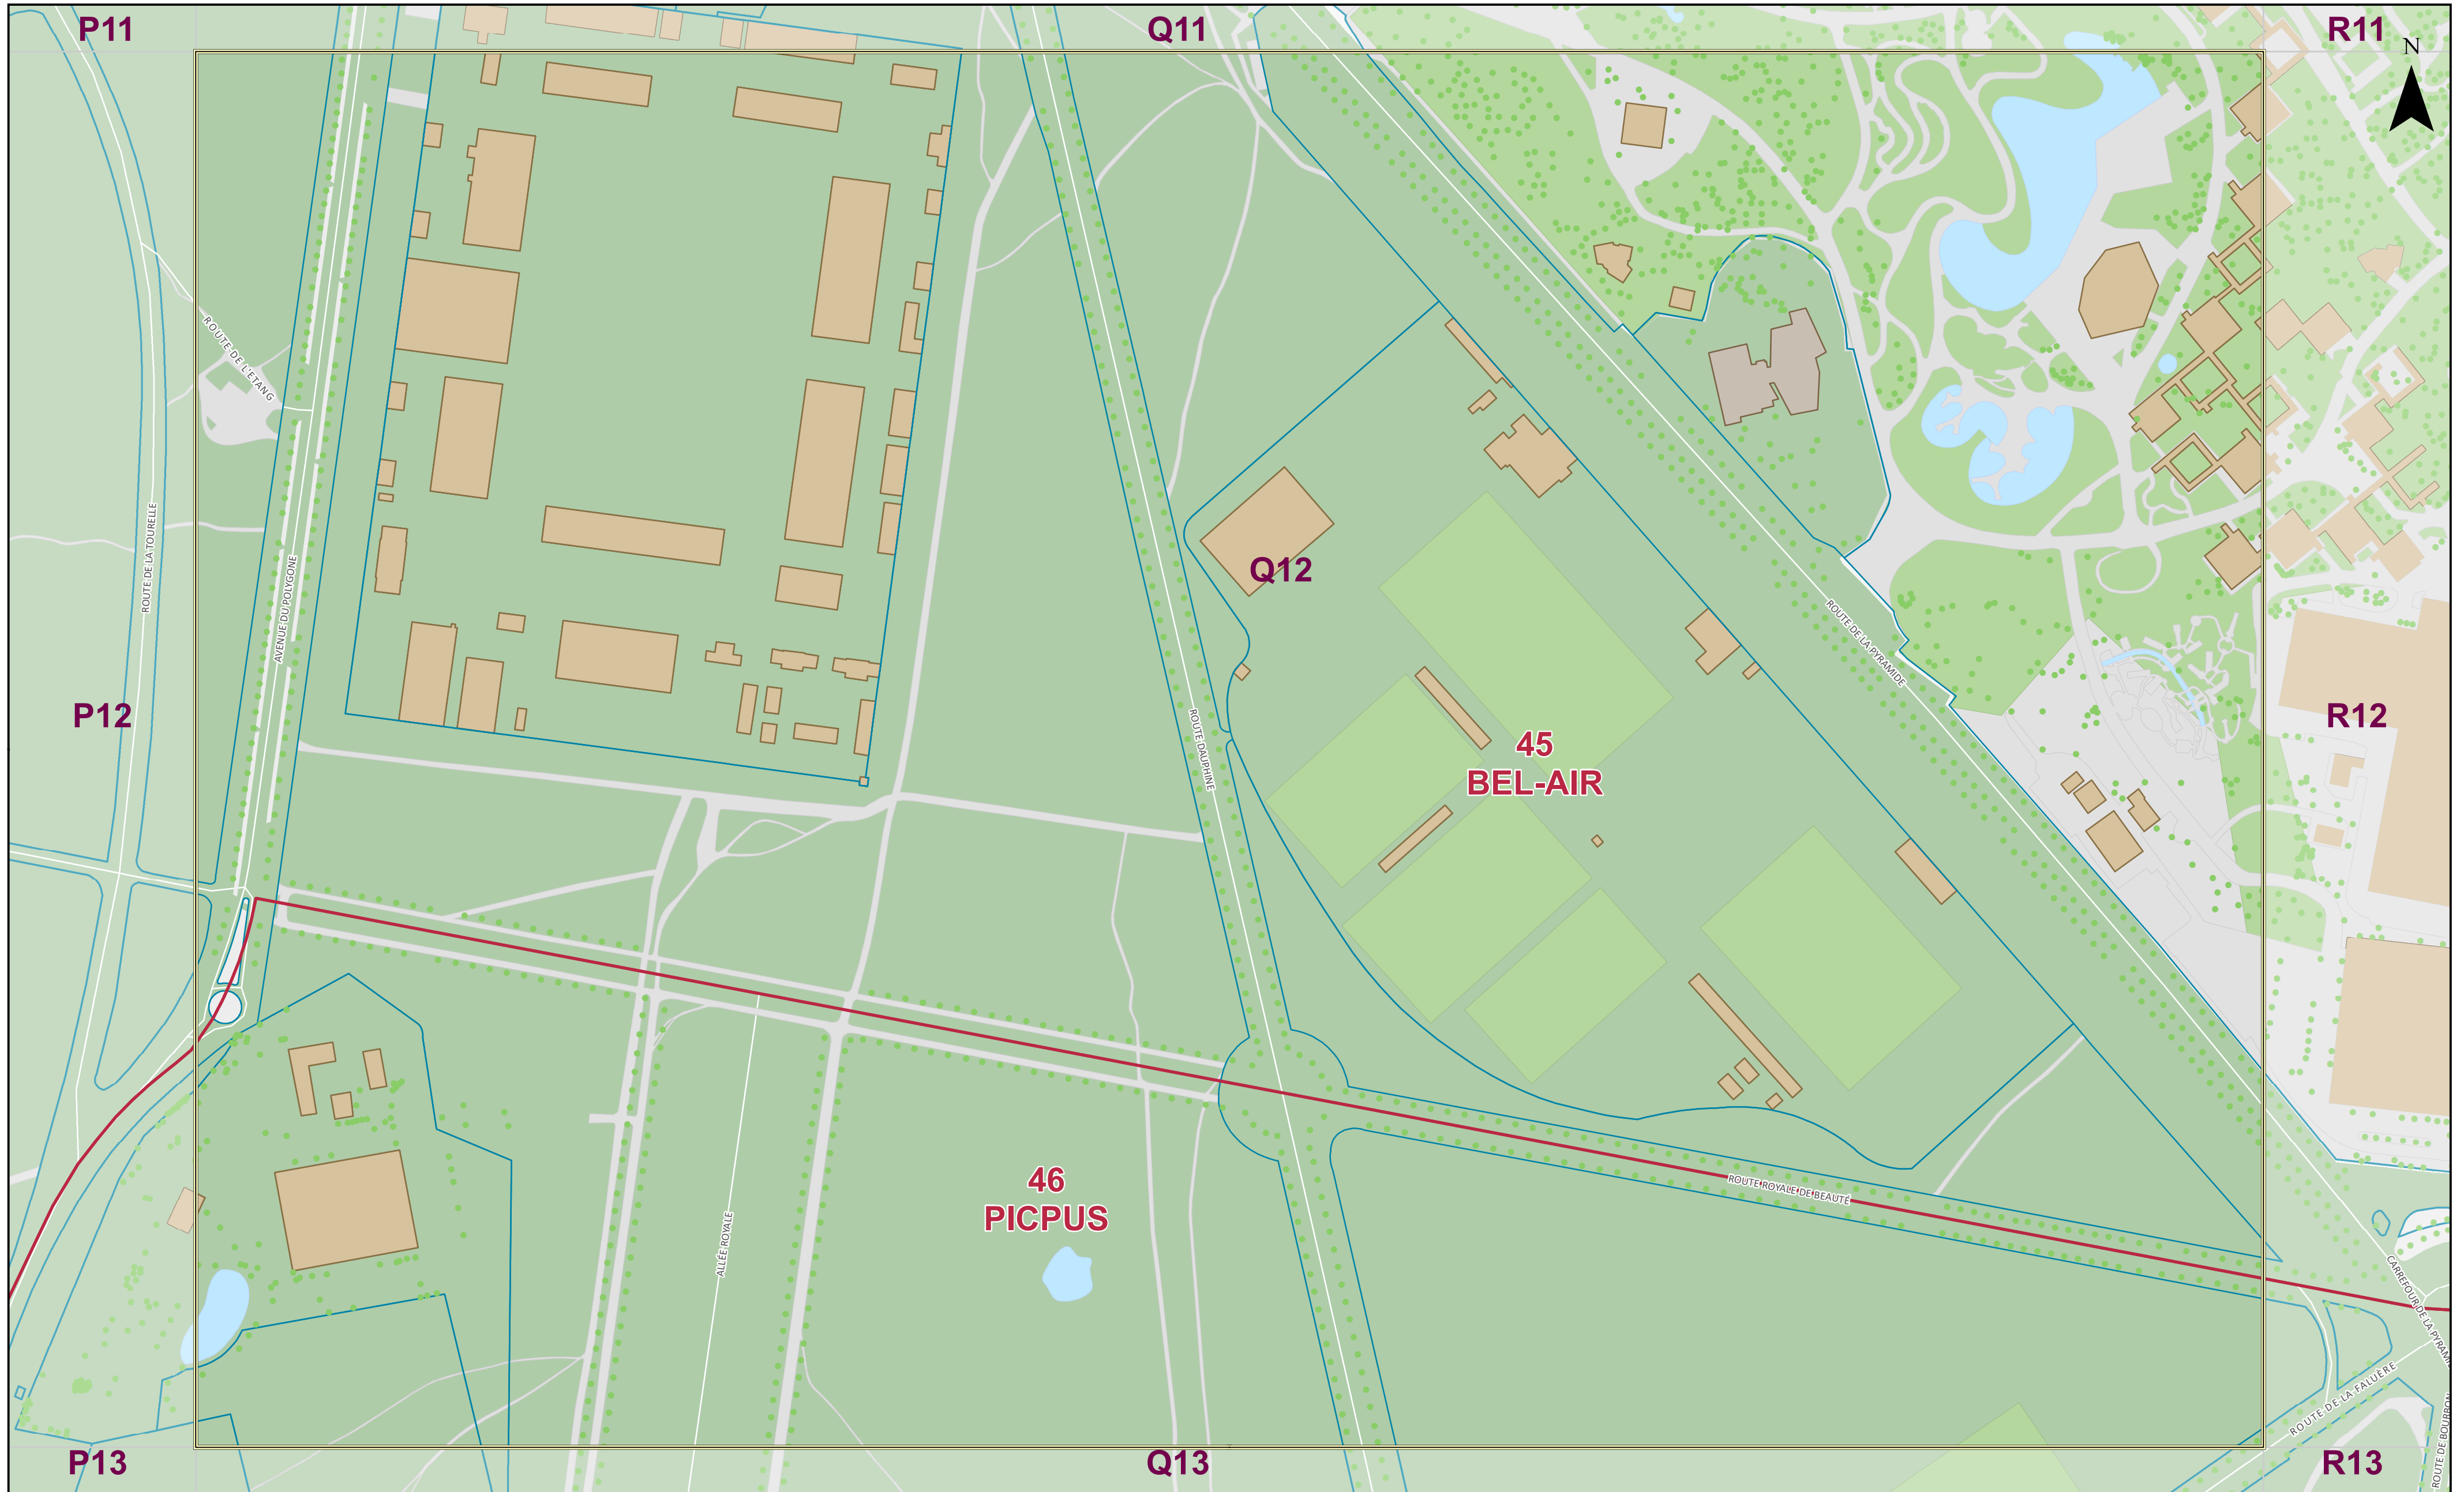 P11
Q11
R11
N
ROUTE DE L'ETANG
ROUTE DE LA TOURELLE
AVENUE DU POLYGONE
Q12
ROUTE DE LA PYRAMIDE
P12
ROUTE DAUPHINE
45
BEL-AIR
R12
46
PICPUS
ROUTE ROYALE DE BEAUTÉ
ALLÉE ROYALE
CARREFOUR DE LA PYRAMI
ROUTE DE LA FALUÈRE
ROUTE DE BOURBON
P13
Q13
R13